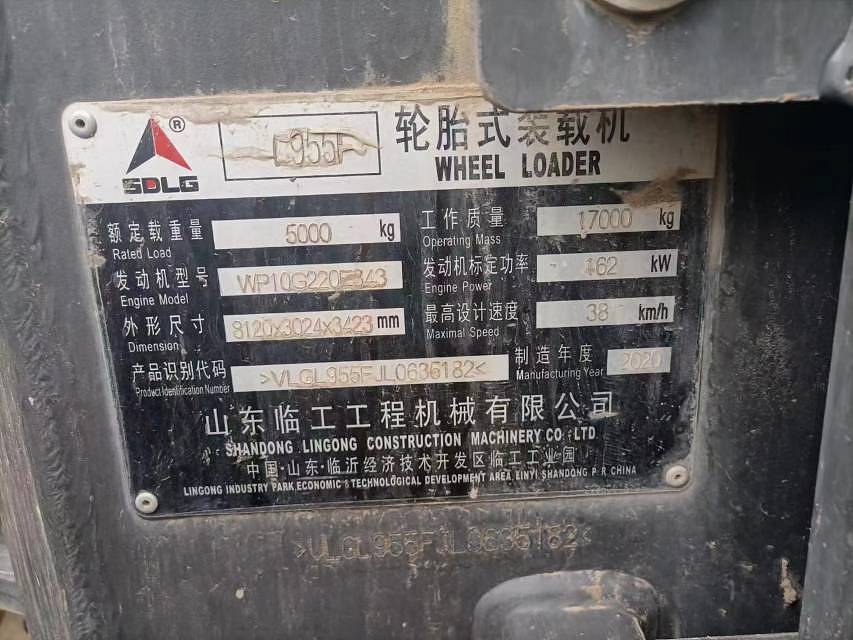 ® 轮胎式装载机
L955F
SDLG WHEEL LOADER
额定载重量 5000 kg 工作质量 17000 kg
Rated Load Operating Mass
发动机型号 WP10G220E343 发动机标定功率 162 kW
Engine Model Engine Power
外形尺寸 8120x3024x3423 mm 最高设计速度 38 km/h
Dimension Maximal Speed
产品识别代码 >VLGL955FJL0636182< 制造年度 2020
Product Identification Number Manufacturing Year
山东临工工程机械有限公司
SHANDONG LINGONG CONSTRUCTION MACHINERY CO LTD
中国·山东·临沂经济技术开发区临工工业园
LINGONG INDUSTRY PARK,ECONOMIC & TECHNOLOGICAL DEVELOPMENT AREA, LINYI, SHANDONG P R CHINA
>VLGL955FJL0636182<